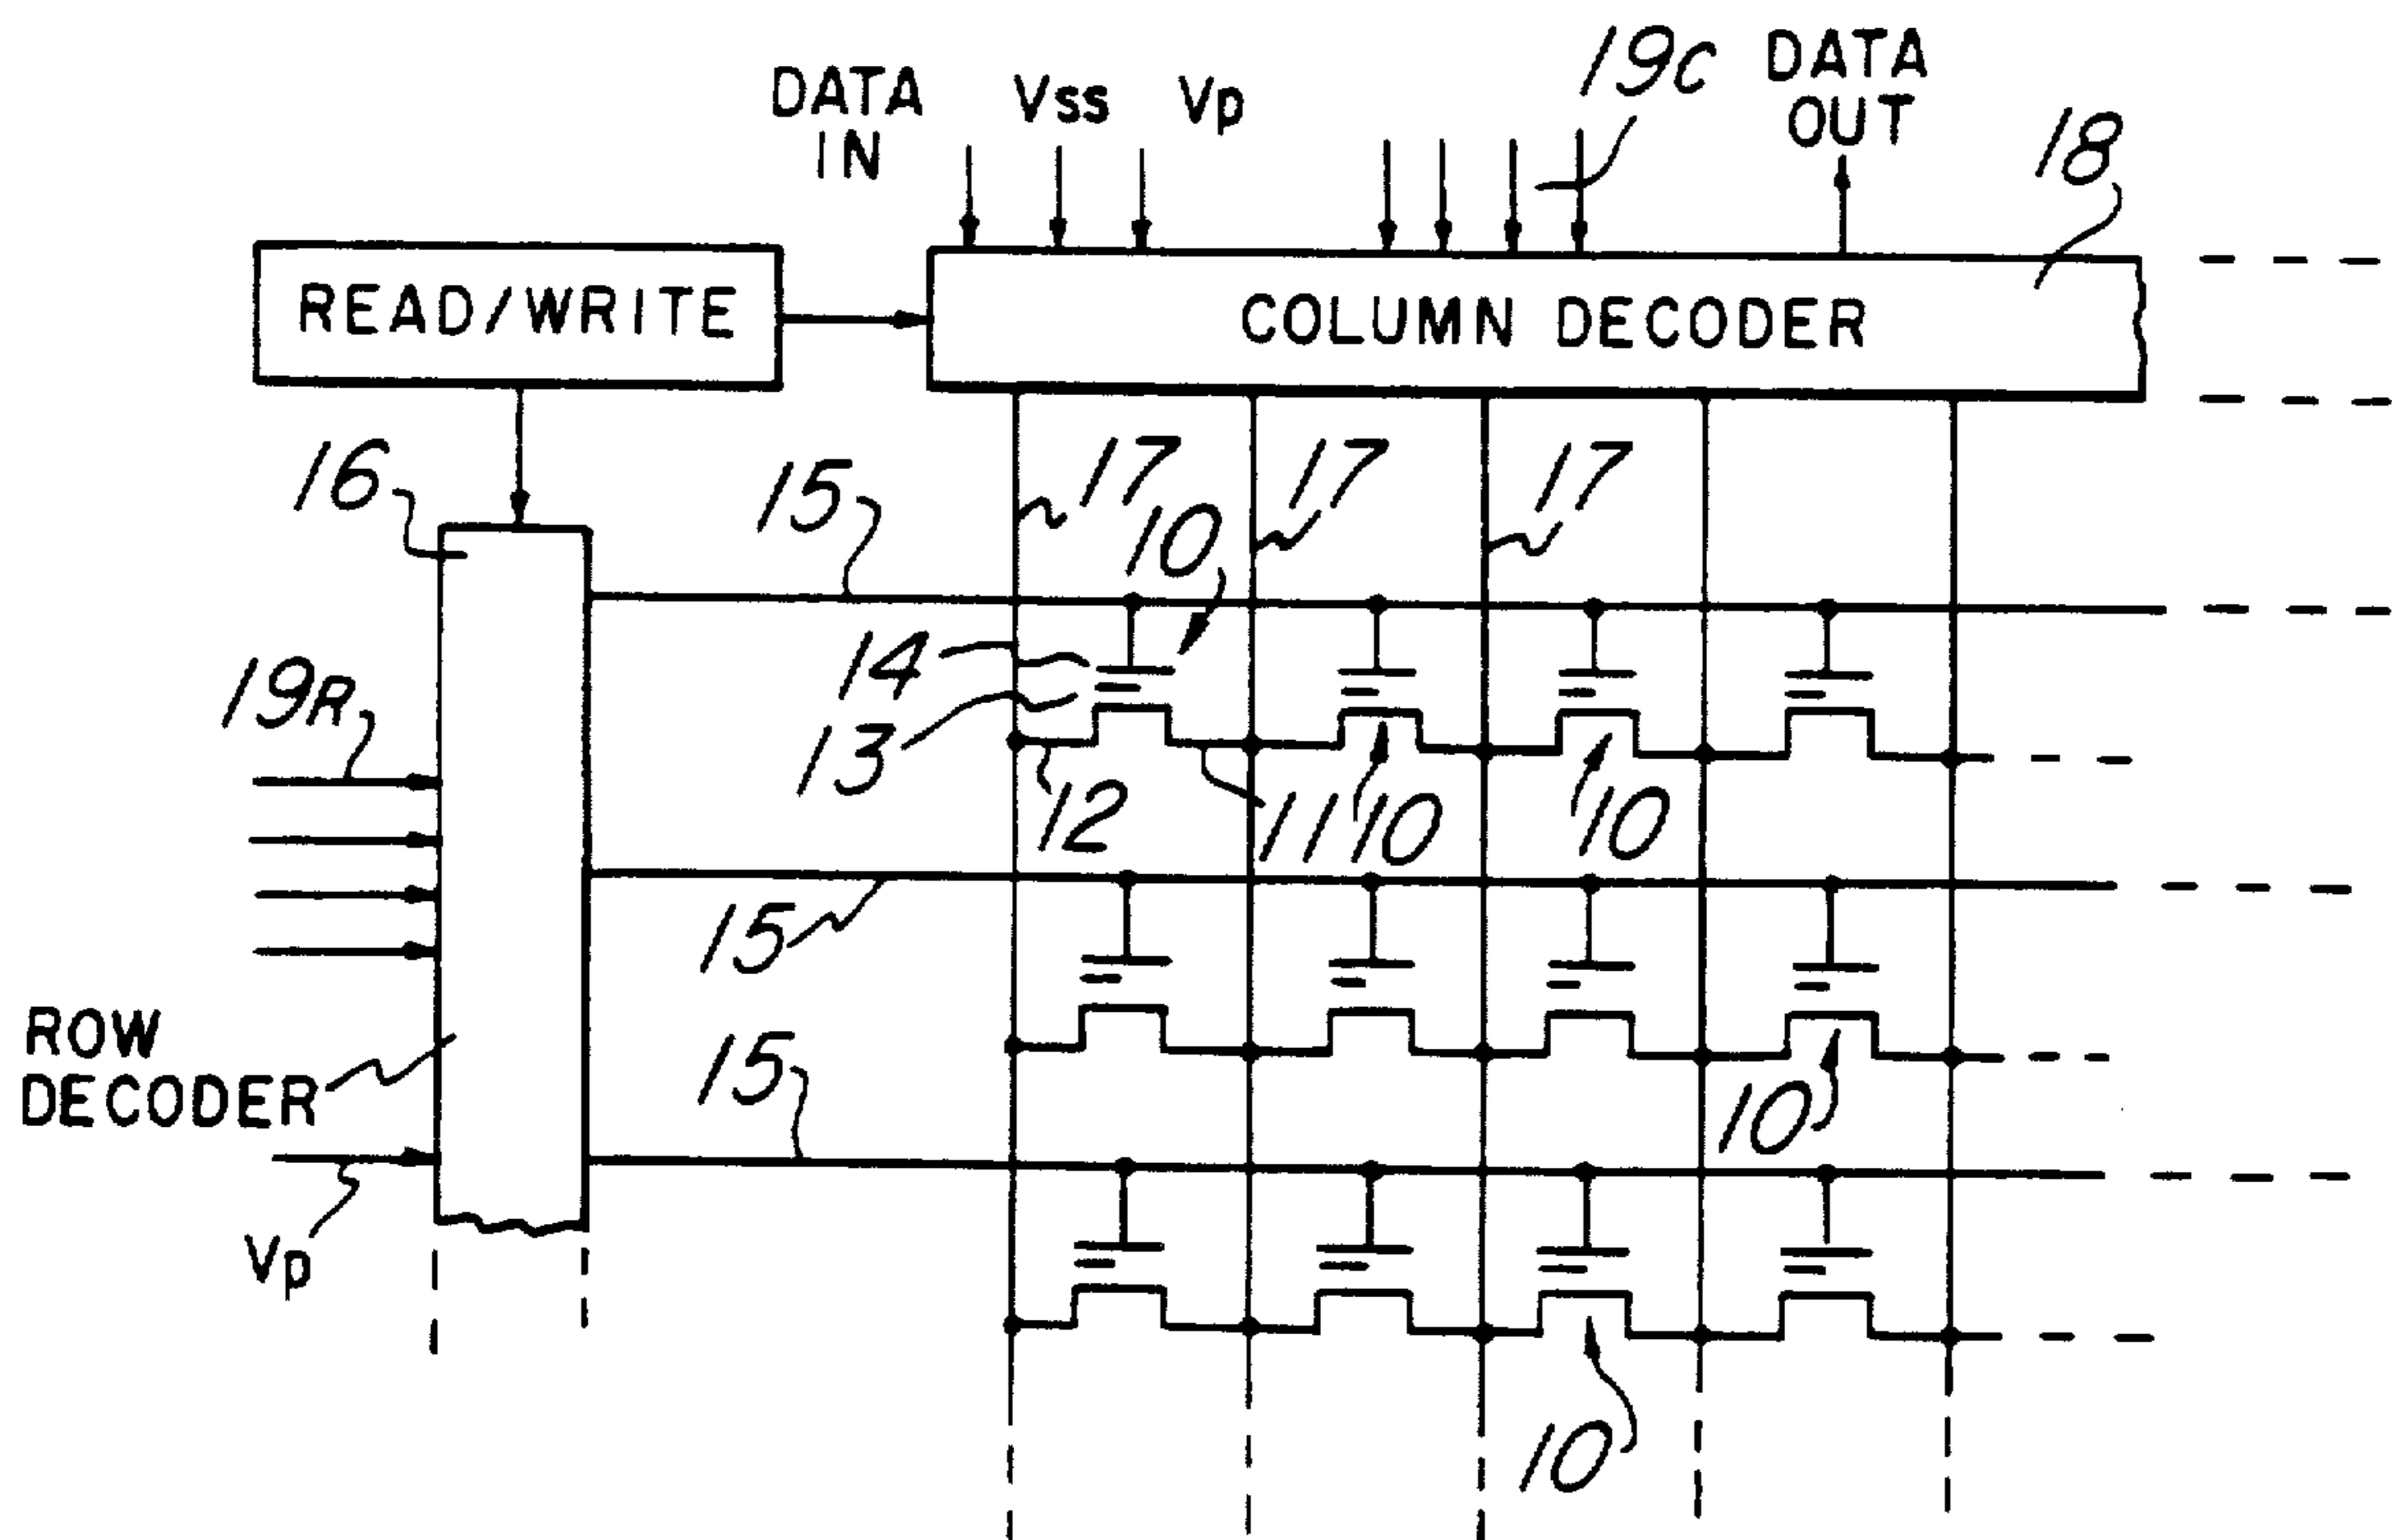 DATA
IN
Vss
Vp
19C
DATA
OUT
18
READ/WRITE
COLUMN DECODER
16
15
17
17
17
10
14
13
19R
12
11
10
10
15
ROW
DECODER
15
10
Vp
10